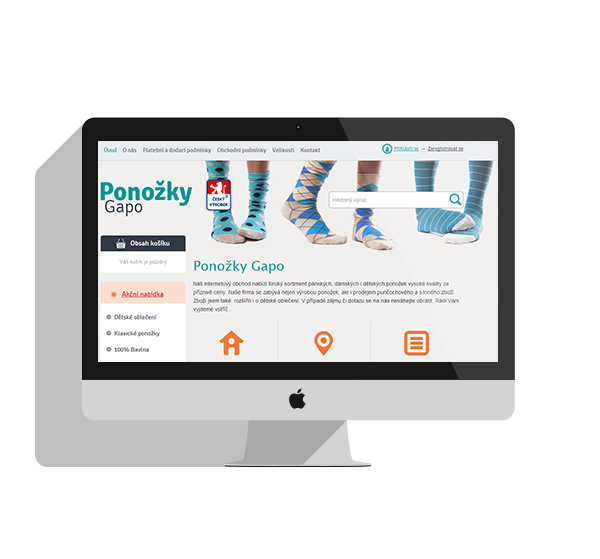 Úvod O nás Platební a dodací podmínky Obchodní podmínky Velikosti Kontakt
Přihlásit se – Zaregistrovat se
Ponožky
Gapo
ČESKÝ
VÝROBEK
Hledaný výraz
Obsah košíku
Váš košík je prázdný
Akční nabídka
Dětské oblečení
Klasické ponožky
100% Bavlna
Ponožky Gapo
Náš internetový obchod nabízí široký sortiment pánských, dámských i dětských ponožek vysoké kvality za
příznivé ceny. Naše firma se zabývá nejen výrobou ponožek, ale i prodejem punčochového a silonného zboží.
Zboží jsem také rozšířili i o dětské oblečení. V případě zájmu či dotazu se na nás neváhejte obrátit. Rádi Vám
vyjdeme vstříc.